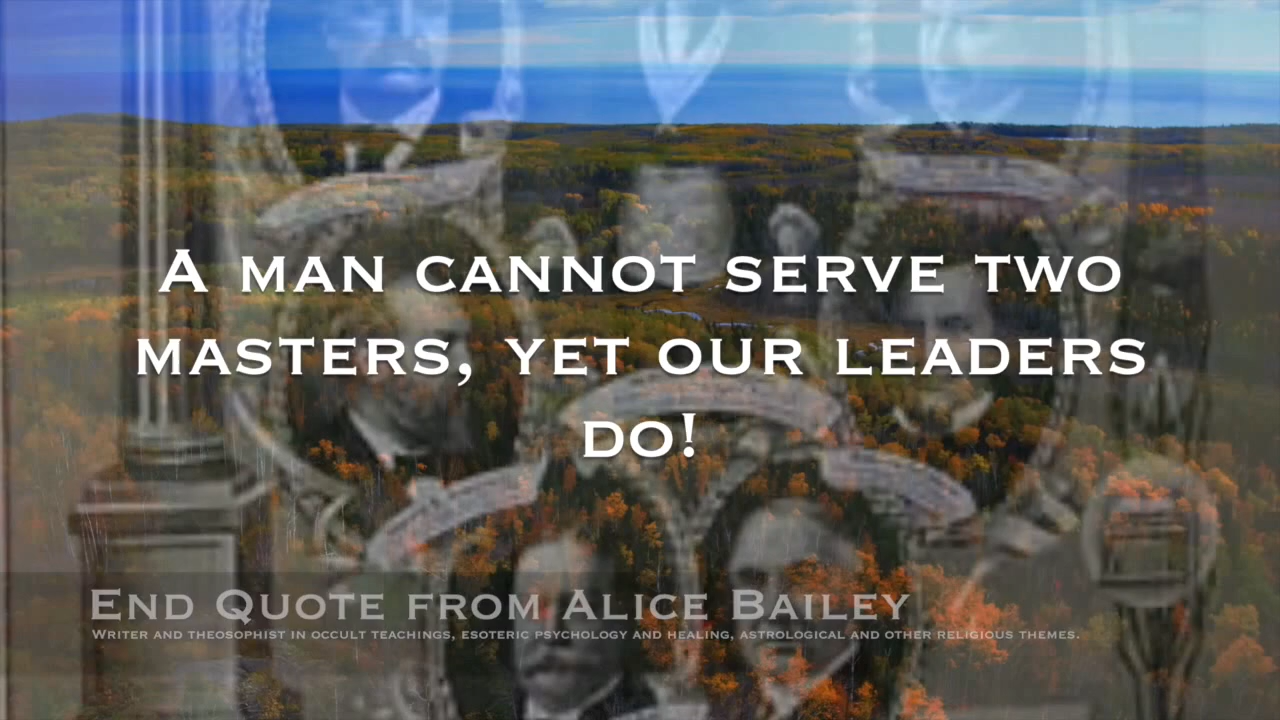 A MAN CANNOT SERVE TWO
MASTERS, YET OUR LEADERS
DO!
END QUOTE FROM ALICE BAILEY
WRITER AND THEOSOPHIST IN OCCULT TEACHINGS, ESOTERIC PSYCHOLOGY AND HEALING, ASTROLOGICAL AND OTHER RELIGIOUS THEMES.